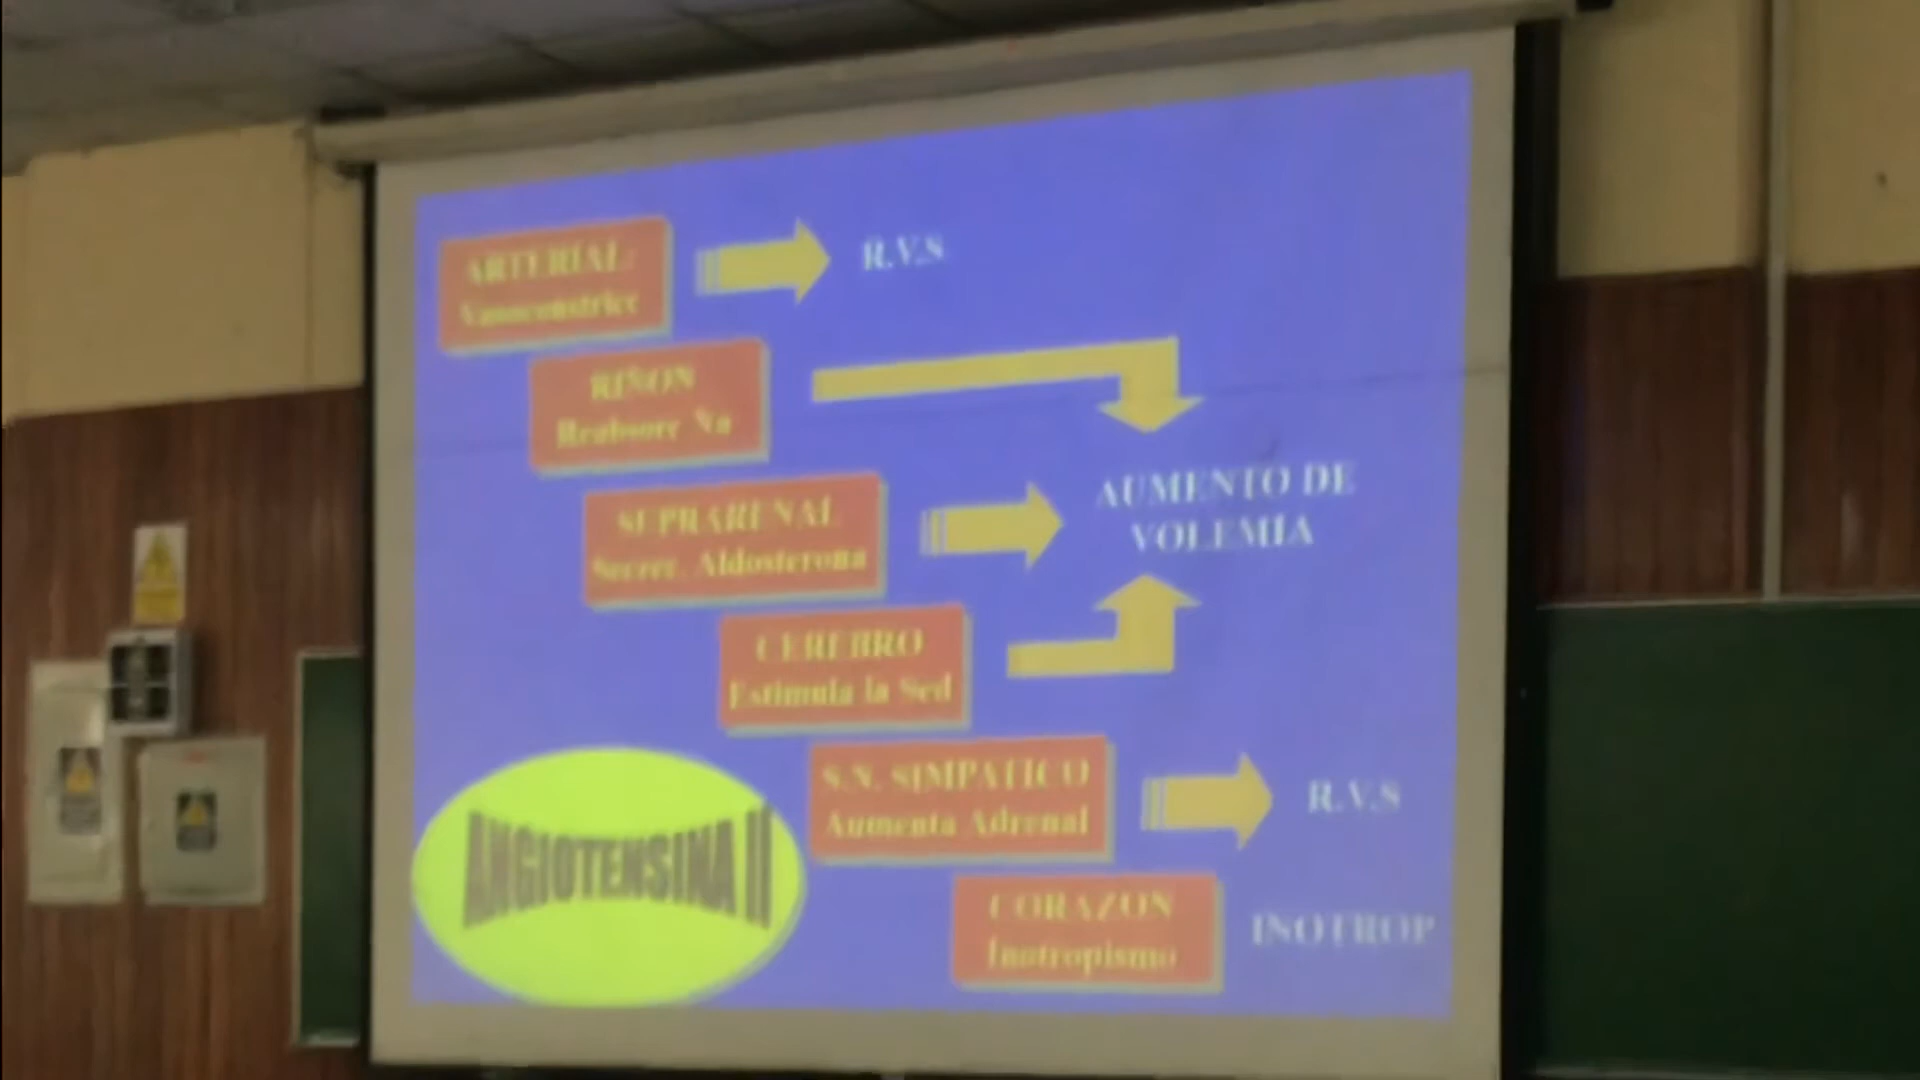 ARTERIAL:
Vasoconstricc
R.V.S
RIÑON
Reabsorc Na
SUPRARENAL
Secrec. Aldosterona
AUMENTO DE
VOLEMIA
CEREBRO
Estimula la Sed
S.N. SIMPATICO
Aumenta Adrenal
R.V.S
ANGIOTENSINA II
CORAZON
Inotropismo
INOTROP